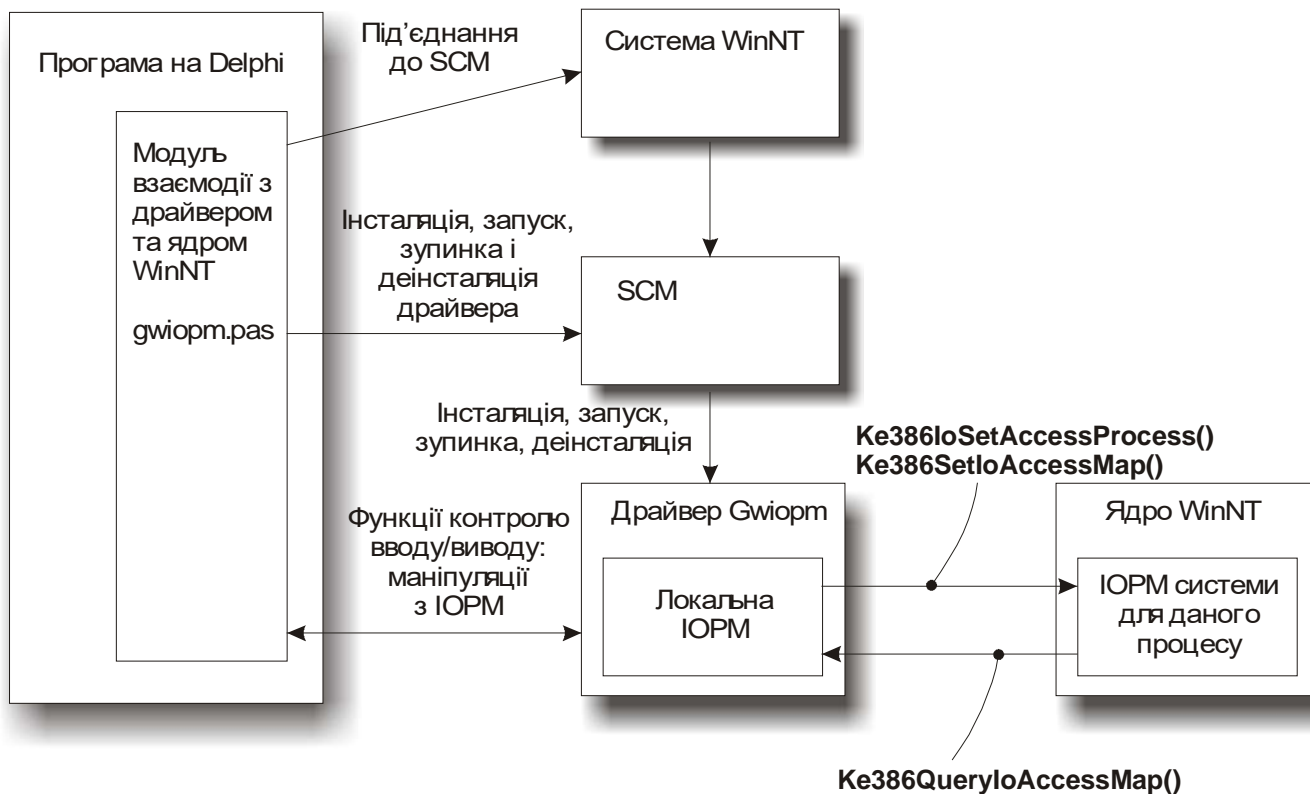 Програма на Delphi
Модуль
взаємодії з
драйвером
та ядром
WinNT
gwiopm.pas
Під’єднання
до SCM
Система WinNT
Інсталяція, запуск,
зупинка і
деінсталяція
драйвера
SCM
Інсталяція, запуск,
зупинка, деінсталяція
Функції контролю
вводу/виводу:
маніпуляції
з IOPM
Драйвер Gwiopm
Локальна
IOPM
Ke386IoSetAccessProcess()
Ke386SetIoAccessMap()
Ядро WinNT
IOPM системи
для даного
процесу
Ke386QueryIoAccessMap()